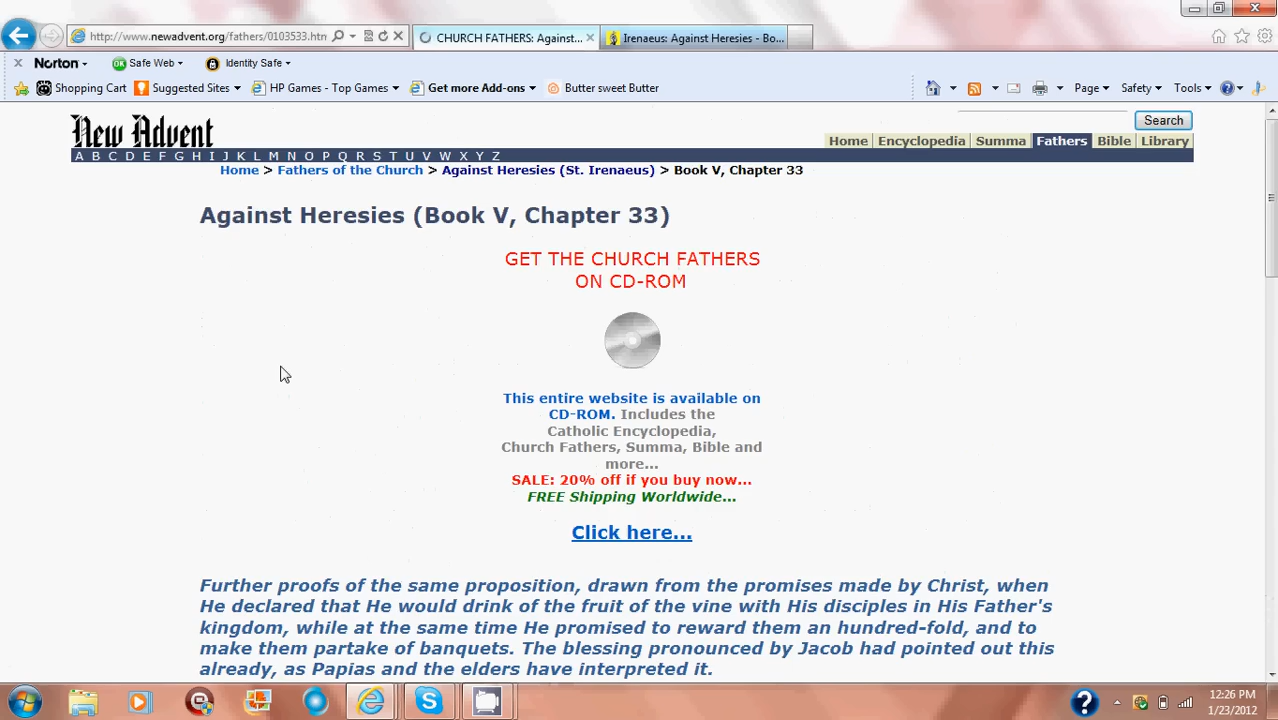 http://www.newadvent.org/fathers/0103533.htn
CHURCH FATHERS: Against...
Irenaeus: Against Heresies - Bo...
Norton
OK Safe Web
Identity Safe
Shopping Cart
Suggested Sites
HP Games - Top Games
Get more Add-ons
Butter sweet Butter
Page
Safety
Tools
New Advent
Search
Home Encyclopedia Summa Fathers Bible Library
A B C D E F G H I J K L M N O P Q R S T U V W X Y Z
Home > Fathers of the Church > Against Heresies (St. Irenaeus) > Book V, Chapter 33
Against Heresies (Book V, Chapter 33)
GET THE CHURCH FATHERS
ON CD-ROM
This entire website is available on
CD-ROM. Includes the
Catholic Encyclopedia,
Church Fathers, Summa, Bible and
more...
SALE: 20% off if you buy now...
FREE Shipping Worldwide...
Click here...
Further proofs of the same proposition, drawn from the promises made by Christ, when
He declared that He would drink of the fruit of the vine with His disciples in His Father's
kingdom, while at the same time He promised to reward them an hundred-fold, and to
make them partake of banquets. The blessing pronounced by Jacob had pointed out this
already, as Papias and the elders have interpreted it.
12:26 PM
1/23/2012